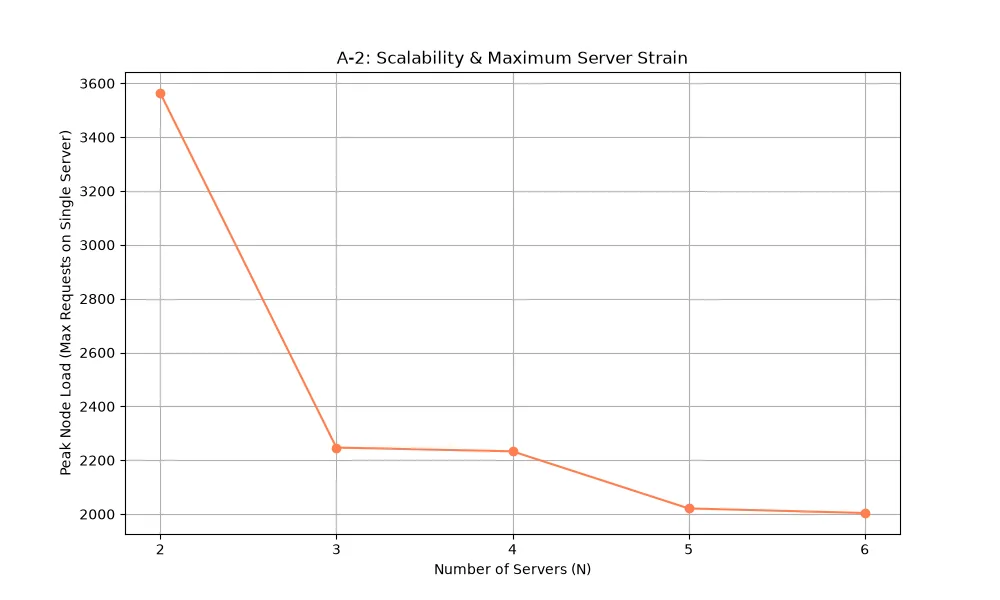 A-2: Scalability & Maximum Server Strain
Peak Node Load (Max Requests on Single Server)
3600
3400
3200
3000
2800
2600
2400
2200
2000
2 3 4 5 6
Number of Servers (N)